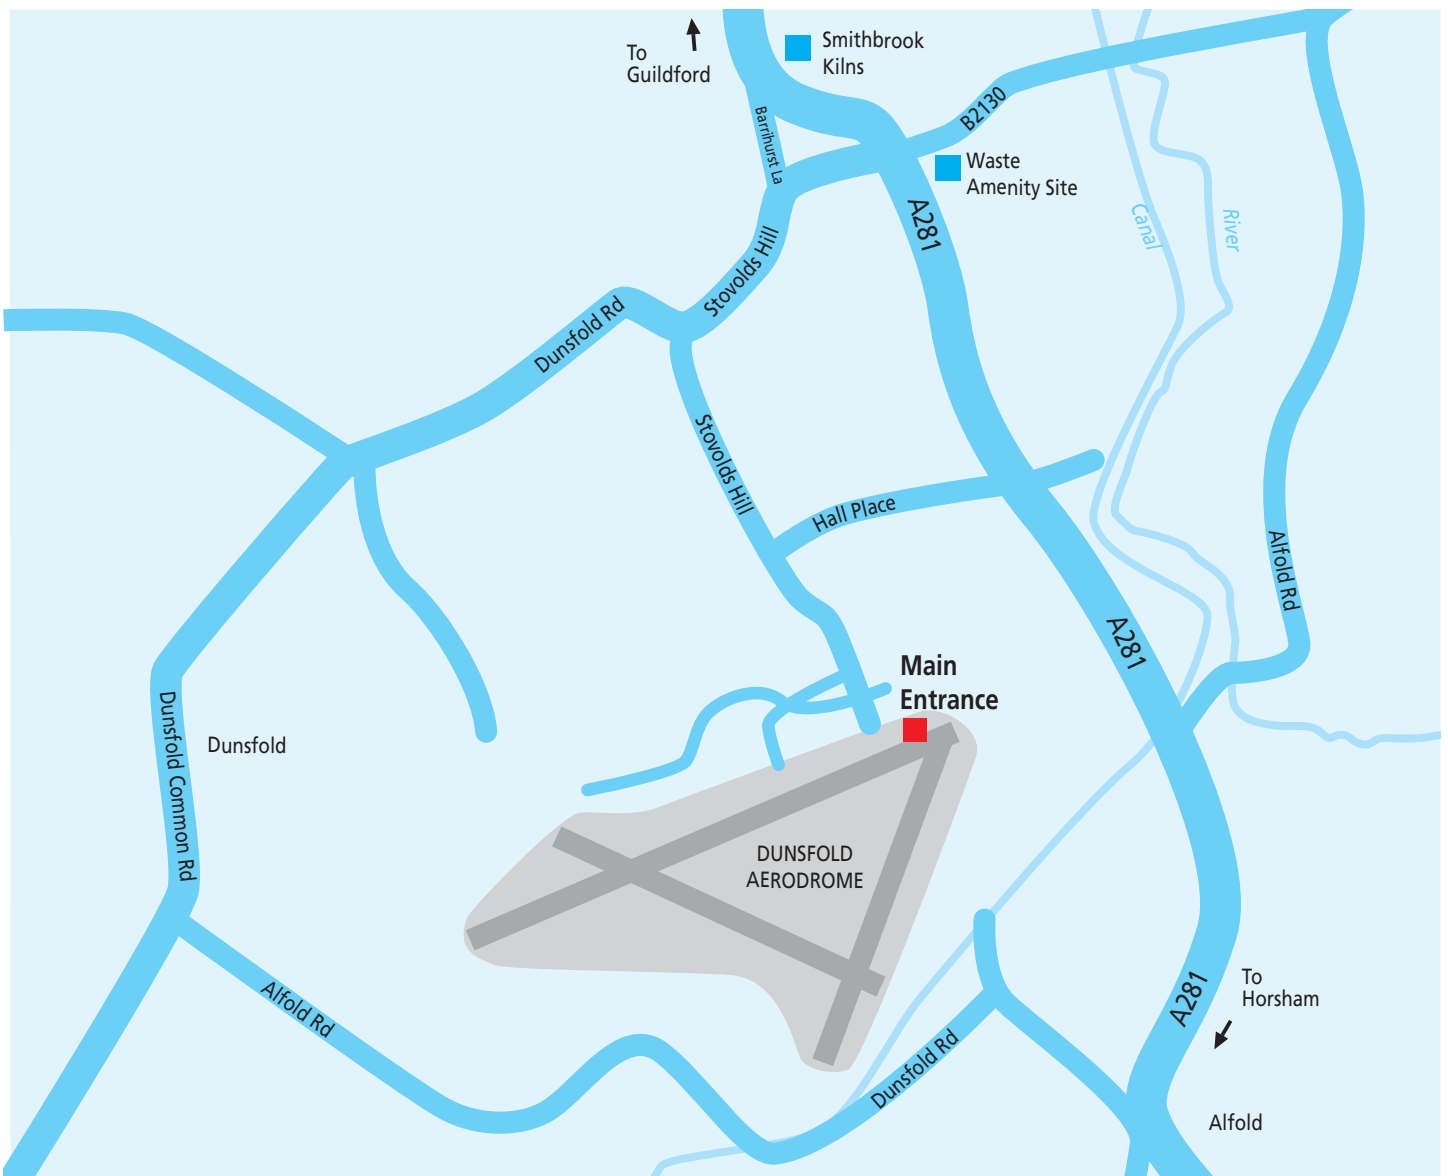 To
Guildford
Smithbrook
Kilns
Barrihurst La
B2130
Waste
Amenity Site
A281
Canal
River
Stovolds Hill
Dunsfold Rd
Stovolds Hill
Hall Place
Alfold Rd
A281
Main
Entrance
Dunsfold Common Rd
Dunsfold
DUNSFOLD
AERODROME
Alfold Rd
A281
To
Horsham
Dunsfold Rd
Alfold